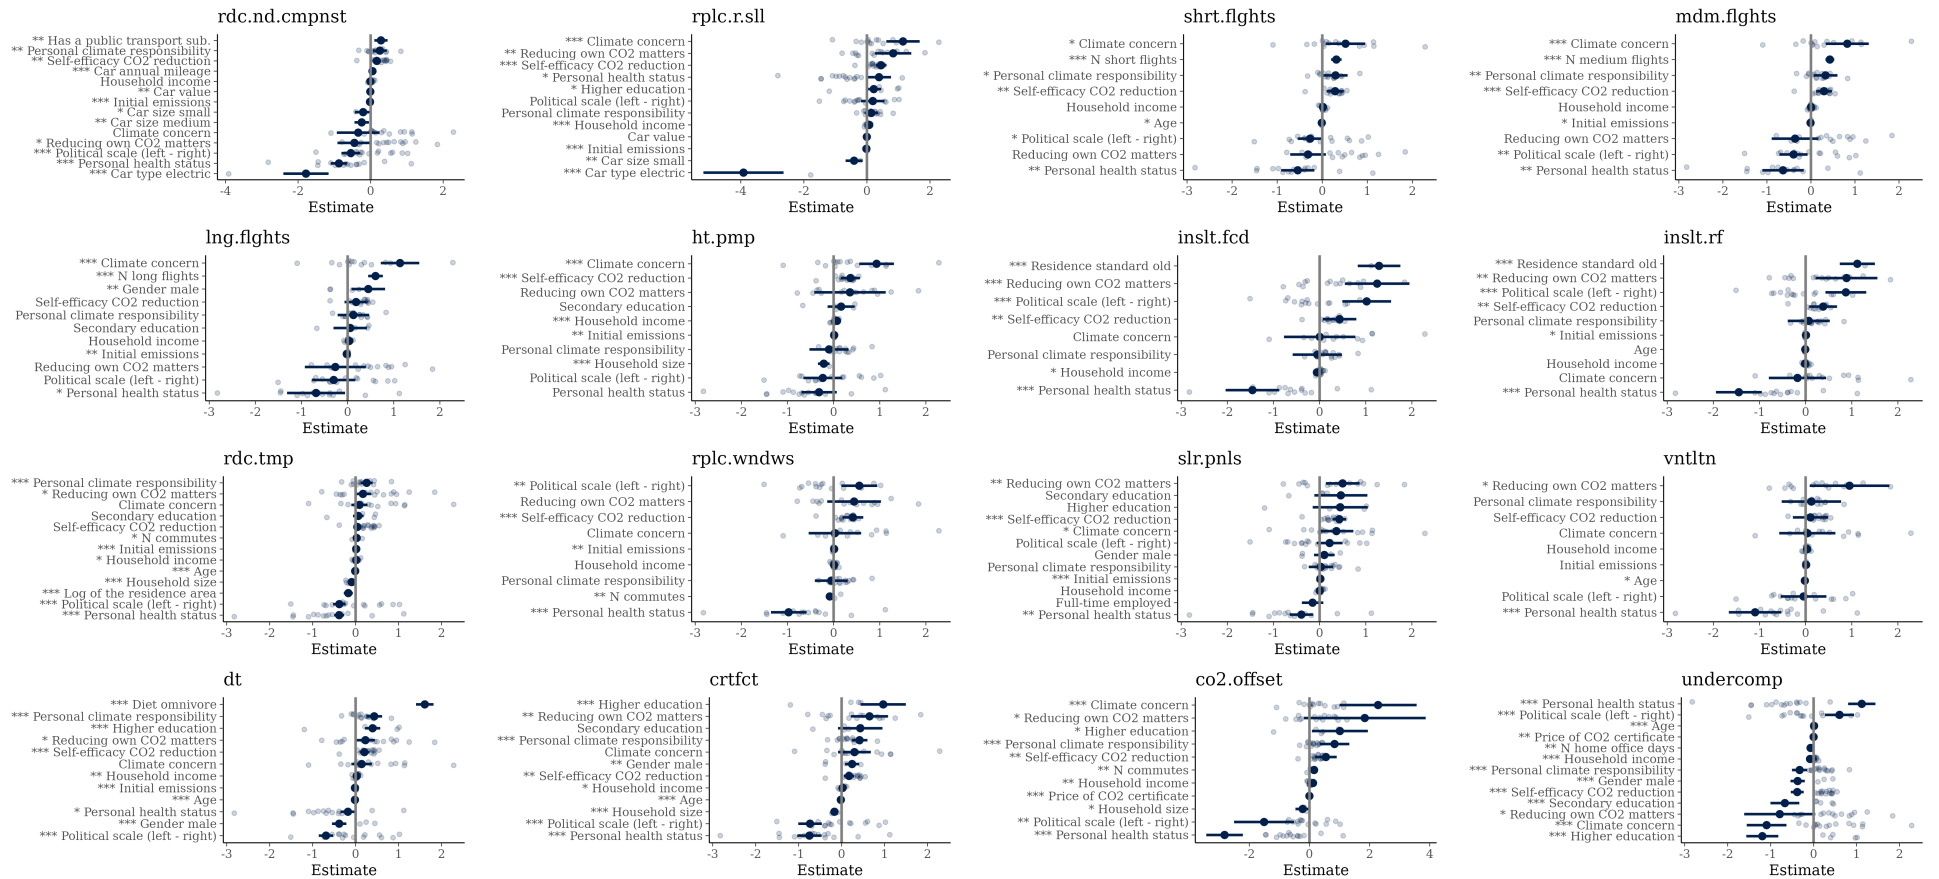 rdc.nd.cmpnst
** Has a public transport sub.
** Personal climate responsibility
** Self-efficacy CO2 reduction
*** Car annual mileage
Household income
** Car value
*** Initial emissions
* Car size small
** Car size medium
Climate concern
* Reducing own CO2 matters
*** Political scale (left - right)
*** Personal health status
*** Car type electric
-4 -2 0 2
Estimate
rplc.r.sll
*** Climate concern
** Reducing own CO2 matters
*** Self-efficacy CO2 reduction
* Personal health status
* Higher education
Political scale (left - right)
Personal climate responsibility
*** Household income
Car value
*** Initial emissions
** Car size small
*** Car type electric
-4 -2 0 2
Estimate
shrt.flghts
* Climate concern
*** N short flights
* Personal climate responsibility
** Self-efficacy CO2 reduction
Household income
* Age
* Political scale (left - right)
Reducing own CO2 matters
** Personal health status
-3 -2 -1 0 1 2
Estimate
mdm.flghts
*** Climate concern
*** N medium flights
** Personal climate responsibility
*** Self-efficacy CO2 reduction
Household income
* Initial emissions
Reducing own CO2 matters
** Political scale (left - right)
** Personal health status
-3 -2 -1 0 1 2
Estimate
lng.flghts
*** Climate concern
*** N long flights
** Gender male
Self-efficacy CO2 reduction
Personal climate responsibility
Secondary education
Household income
** Initial emissions
Reducing own CO2 matters
Political scale (left - right)
* Personal health status
-3 -2 -1 0 1 2
Estimate
ht.pmp
*** Climate concern
*** Self-efficacy CO2 reduction
Reducing own CO2 matters
Secondary education
*** Household income
** Initial emissions
Personal climate responsibility
*** Household size
Political scale (left - right)
Personal health status
-3 -2 -1 0 1 2
Estimate
inslt.fcd
*** Residence standard old
*** Reducing own CO2 matters
*** Political scale (left - right)
** Self-efficacy CO2 reduction
Climate concern
Personal climate responsibility
* Household income
*** Personal health status
-3 -2 -1 0 1 2
Estimate
inslt.rf
*** Residence standard old
** Reducing own CO2 matters
*** Political scale (left - right)
** Self-efficacy CO2 reduction
Personal climate responsibility
* Initial emissions
Age
Household income
Climate concern
*** Personal health status
-3 -2 -1 0 1 2
Estimate
rdc.tmp
*** Personal climate responsibility
* Reducing own CO2 matters
Climate concern
Secondary education
Self-efficacy CO2 reduction
* N commutes
*** Initial emissions
* Household income
*** Age
*** Household size
*** Log of the residence area
*** Political scale (left - right)
*** Personal health status
-3 -2 -1 0 1 2
Estimate
rplc.wndws
** Political scale (left - right)
Reducing own CO2 matters
*** Self-efficacy CO2 reduction
Climate concern
** Initial emissions
Household income
Personal climate responsibility
** N commutes
*** Personal health status
-3 -2 -1 0 1 2
Estimate
slr.pnls
** Reducing own CO2 matters
Secondary education
Higher education
*** Self-efficacy CO2 reduction
* Climate concern
Political scale (left - right)
Gender male
Personal climate responsibility
*** Initial emissions
Household income
Full-time employed
** Personal health status
-3 -2 -1 0 1 2
Estimate
vntltn
* Reducing own CO2 matters
Personal climate responsibility
Self-efficacy CO2 reduction
Climate concern
Household income
Initial emissions
* Age
Political scale (left - right)
*** Personal health status
-3 -2 -1 0 1 2
Estimate
dt
*** Diet omnivore
*** Personal climate responsibility
*** Higher education
* Reducing own CO2 matters
*** Self-efficacy CO2 reduction
Climate concern
** Household income
*** Initial emissions
*** Age
* Personal health status
*** Gender male
*** Political scale (left - right)
-3 -2 -1 0 1 2
Estimate
crtfct
*** Higher education
** Reducing own CO2 matters
Secondary education
*** Personal climate responsibility
Climate concern
** Gender male
** Self-efficacy CO2 reduction
* Household income
*** Age
*** Household size
*** Political scale (left - right)
*** Personal health status
-3 -2 -1 0 1 2
Estimate
co2.offset
*** Climate concern
* Reducing own CO2 matters
* Higher education
*** Personal climate responsibility
** Self-efficacy CO2 reduction
** N commutes
** Household income
*** Price of CO2 certificate
* Household size
** Political scale (left - right)
*** Personal health status
-2 0 2 4
Estimate
undercomp
*** Personal health status
*** Political scale (left - right)
*** Age
** Price of CO2 certificate
** N home office days
*** Household income
*** Personal climate responsibility
*** Gender male
*** Self-efficacy CO2 reduction
*** Secondary education
* Reducing own CO2 matters
*** Climate concern
*** Higher education
-3 -2 -1 0 1 2
Estimate